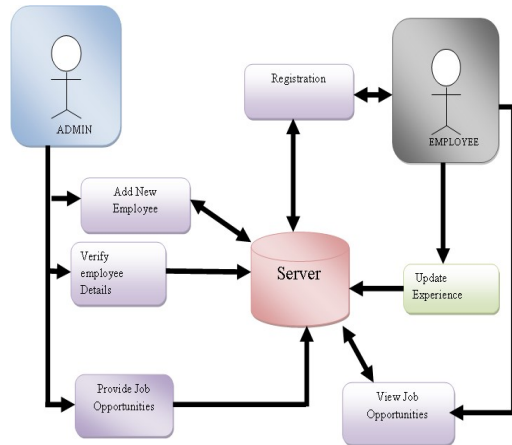 ADMIN
Registration
EMPLOYEE
Add New
Employee
Verify
employee
Details
Server
Update
Experience
Provide Job
Opportunities
View Job
Opportunities